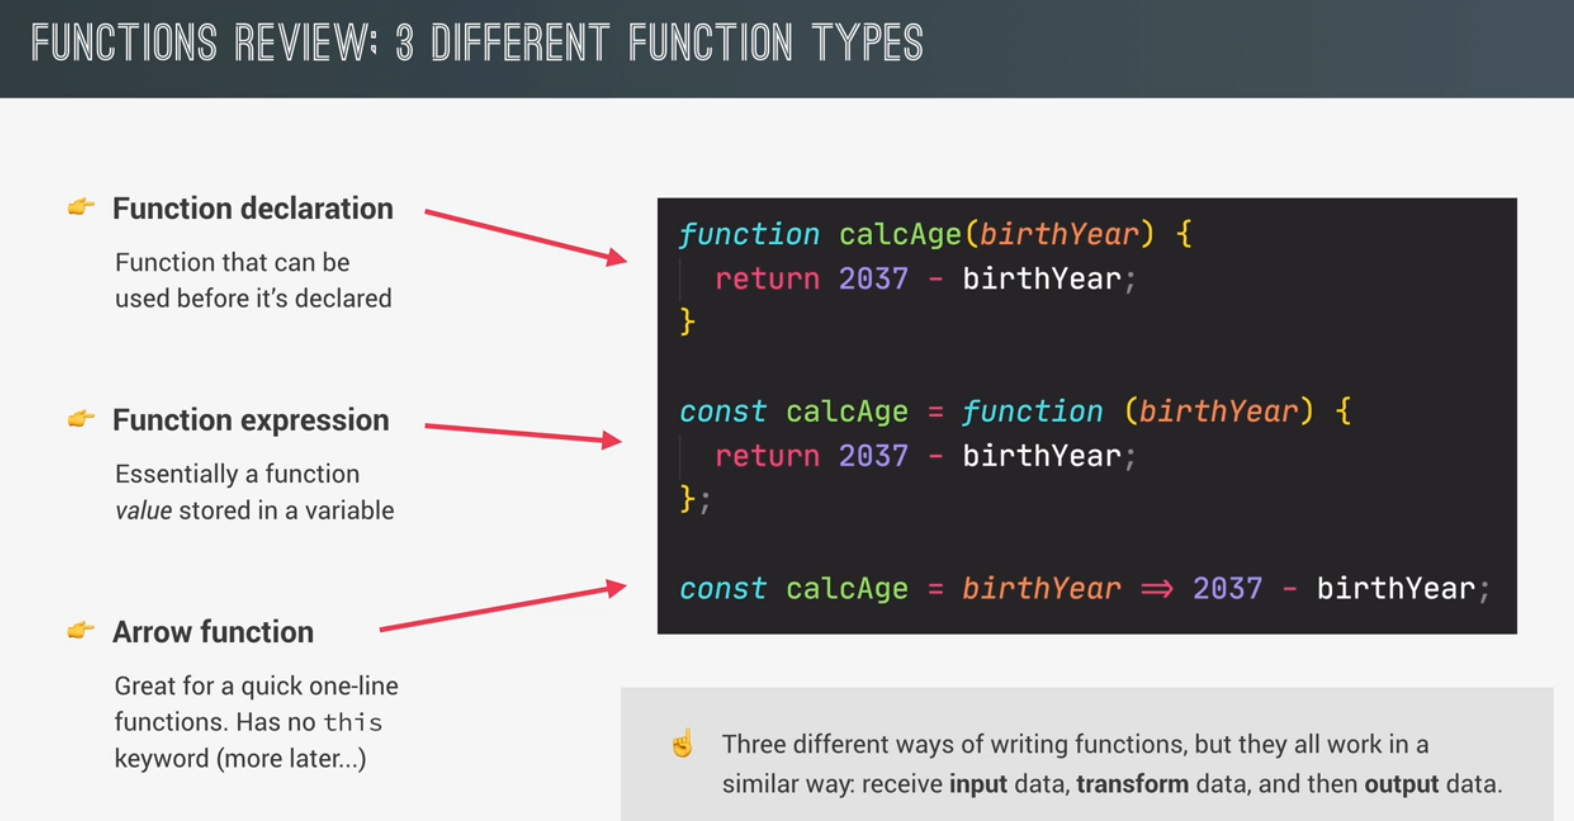 FUNCTIONS REVIEW: 3 DIFFERENT FUNCTION TYPES
👉 Function declaration
Function that can be
used before it’s declared
👉 Function expression
Essentially a function
value stored in a variable
👉 Arrow function
Great for a quick one-line
functions. Has no this
keyword (more later...)
function calcAge(birthYear) {
return 2037 - birthYear;
}
const calcAge = function (birthYear) {
return 2037 - birthYear;
};
const calcAge = birthYear => 2037 - birthYear;
☝ Three different ways of writing functions, but they all work in a
similar way: receive input data, transform data, and then output data.